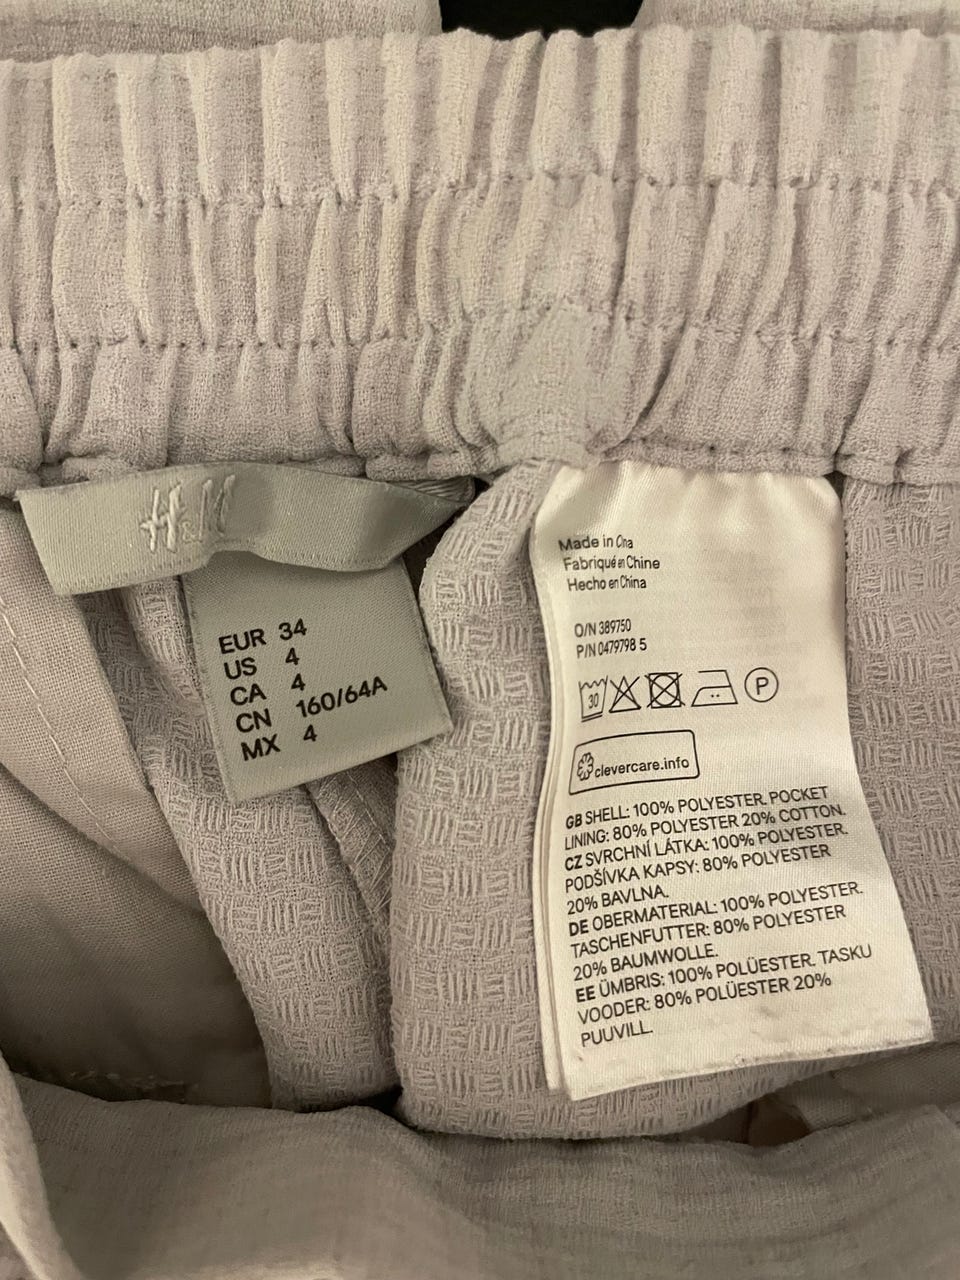 H&M
EUR 34
US 4
CA 4
CN 160/64A
MX 4
Made in China
Fabriqué en Chine
Hecho en China
O/N 389750
P/N 0479798 5
30
P
clevercare.info
GB SHELL: 100% POLYESTER. POCKET
LINING: 80% POLYESTER 20% COTTON.
CZ SVRCHNÍ LÁTKA: 100% POLYESTER.
PODŠÍVKA KAPSY: 80% POLYESTER
20% BAVLNA.
DE OBERMATERIAL: 100% POLYESTER.
TASCHENFUTTER: 80% POLYESTER
20% BAUMWOLLE.
EE ÜMBRIS: 100% POLÜESTER. TASKU
VOODER: 80% POLÜESTER 20%
PUUVILL.